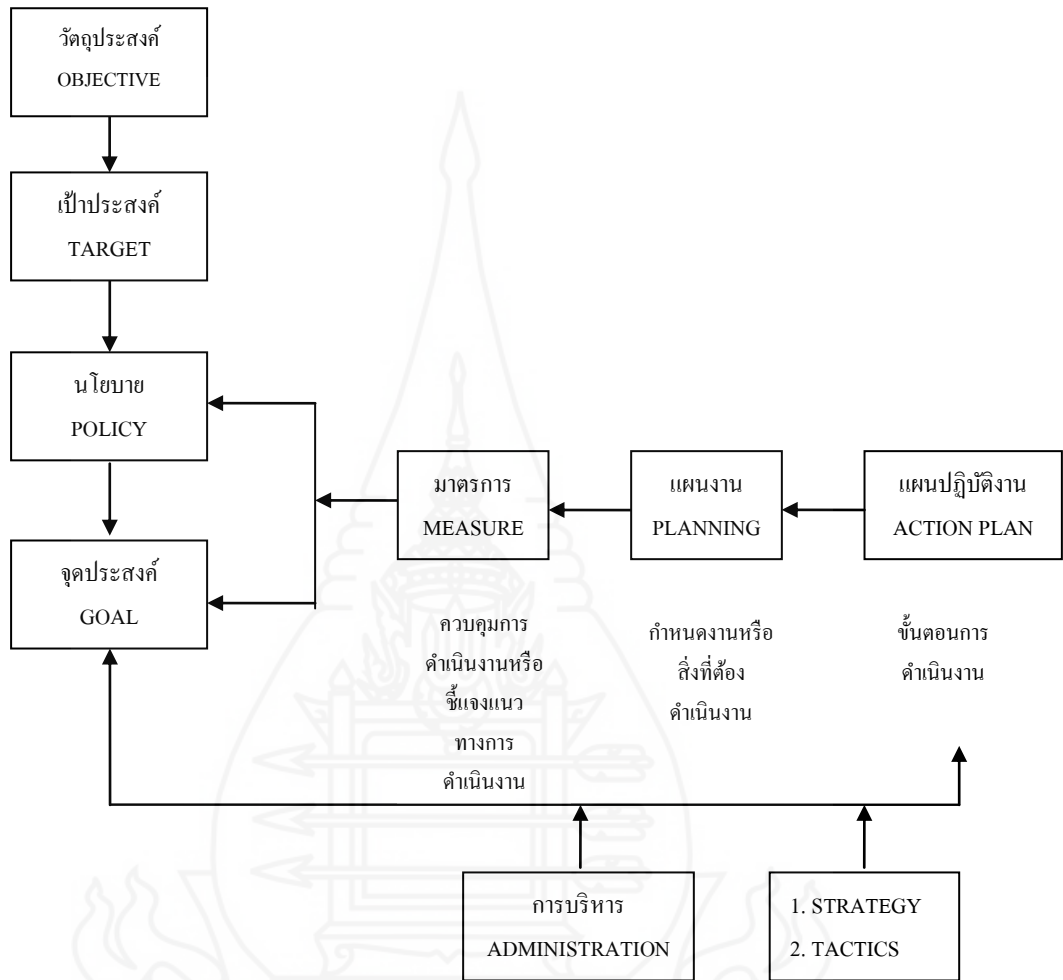 วัตถุประสงค์
OBJECTIVE
เป้าประสงค์
TARGET
นโยบาย
POLICY
จุดประสงค์
GOAL
มาตรการ
MEASURE
ควบคุมการ
ดำเนินงานหรือ
ชี้แจงแนว
ทางการ
ดำเนินงาน
แผนงาน
PLANNING
กำหนดงานหรือ
สิ่งที่ต้อง
ดำเนินงาน
แผนปฏิบัติงาน
ACTION PLAN
ขั้นตอนการ
ดำเนินงาน
การบริหาร
ADMINISTRATION
1. STRATEGY
2. TACTICS